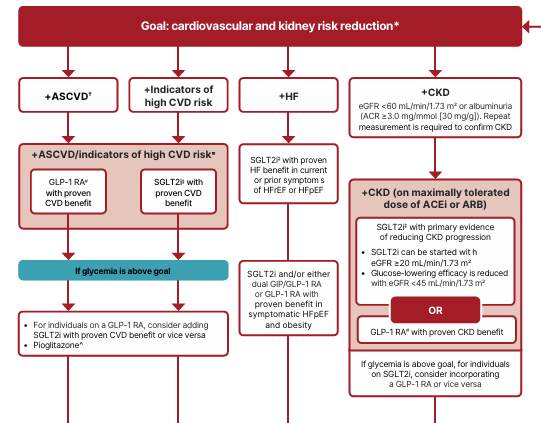 Goal: cardiovascular and kidney risk reduction*
+ASCVD†
+Indicators of
high CVD risk
+HF
+CKD
eGFR <60 mL/min/1.73 m² or albuminuria
(ACR ≥3.0 mg/mmol [30 mg/g]). Repeat
measurement is required to confirm CKD
+ASCVD/indicators of high CVD risk
GLP-1 RA
with proven
CVD benefit
SGLT2i‡ with
proven CVD
benefit
SGLT2i‡ with proven
HF benefit in current
or prior symptom s
of HFrEF or HFpEF
+CKD (on maximally tolerated
dose of ACEi or ARB)
SGLT2i‡ with primary evidence
of reducing CKD progression
• SGLT2i can be started wit h
eGFR ≥20 mL/min/1.73 m²
• Glucose-lowering efficacy is reduced
with eGFR <45 mL/min/1.73 m²
OR
GLP-1 RA with proven CKD benefit
If glycemia is above goal
SGLT2i and/or either
dual GIP/GLP-1 RA
or GLP-1 RA with
proven benefit in
symptomatic HFpEF
and obesity
• For individuals on a GLP-1 RA, consider adding
SGLT2i with proven CVD benefit or vice versa
• Pioglitazone^
If glycemia is above goal, for individuals
on SGLT2i, consider incorporating
a GLP-1 RA or vice versa